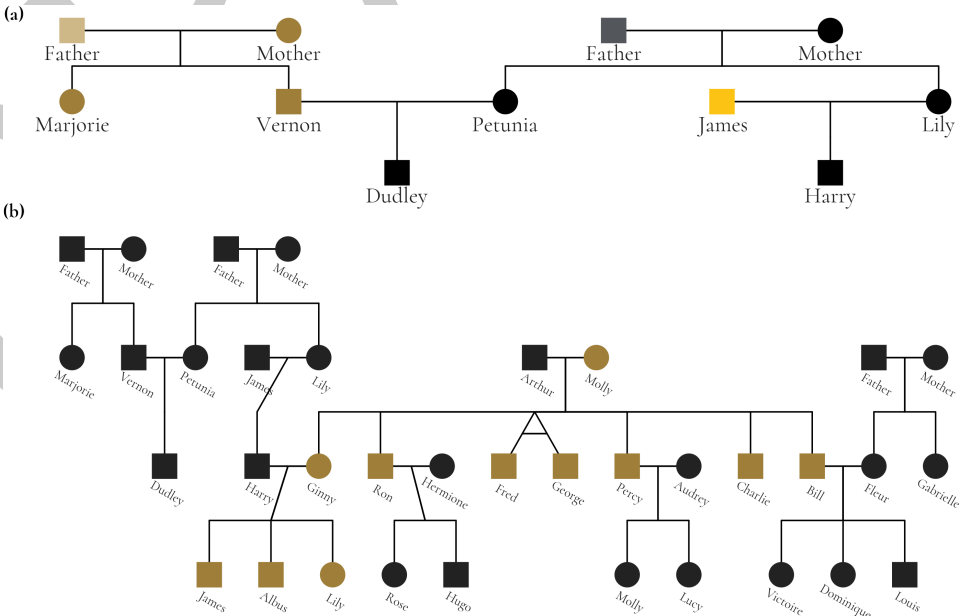 (a)
Father Mother Father Mother
Marjorie Vernon Petunia James Lily
Dudley Harry
(b)
Father Mother Father Mother
Marjorie Vernon Petunia James Lily Arthur Molly Father Mother
Dudley Harry Ginny Ron Hermione Fred George Percy Audrey Charlie Bill Fleur Gabrielle
James Albus Lily Rose Hugo Molly Lucy Victoire Dominique Louis